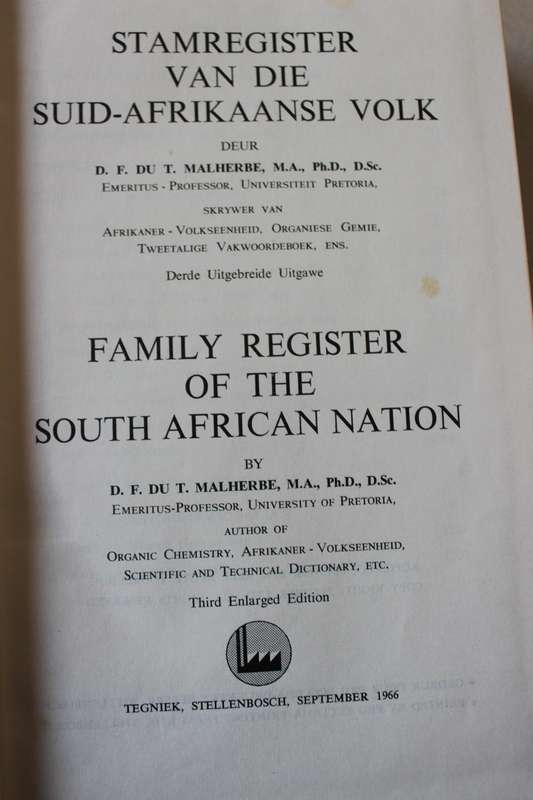 STAMREGISTER
VAN DIE
SUID-AFRIKAANSE VOLK
DEUR
D. F. DU T. MALHERBE, M.A., Ph.D., D.Sc.
EMERITUS-PROFESSOR, UNIVERSITEIT PRETORIA,
SKRYWER VAN
AFRIKANER-VOLKSEENHEID, ORGANIESE GEMIE,
TWEETALIGE VAKWOORDEBOEK, ENS.
Derde Uitgebreide Uitgawe
FAMILY REGISTER
OF THE
SOUTH AFRICAN NATION
BY
D. F. DU T. MALHERBE, M.A., Ph.D., D.Sc.
EMERITUS-PROFESSOR, UNIVERSITY OF PRETORIA,
AUTHOR OF
ORGANIC CHEMISTRY, AFRIKANER-VOLKSEENHEID,
SCIENTIFIC AND TECHNICAL DICTIONARY, ETC.
Third Enlarged Edition
TEGNIEK, STELLENBOSCH, SEPTEMBER 1966